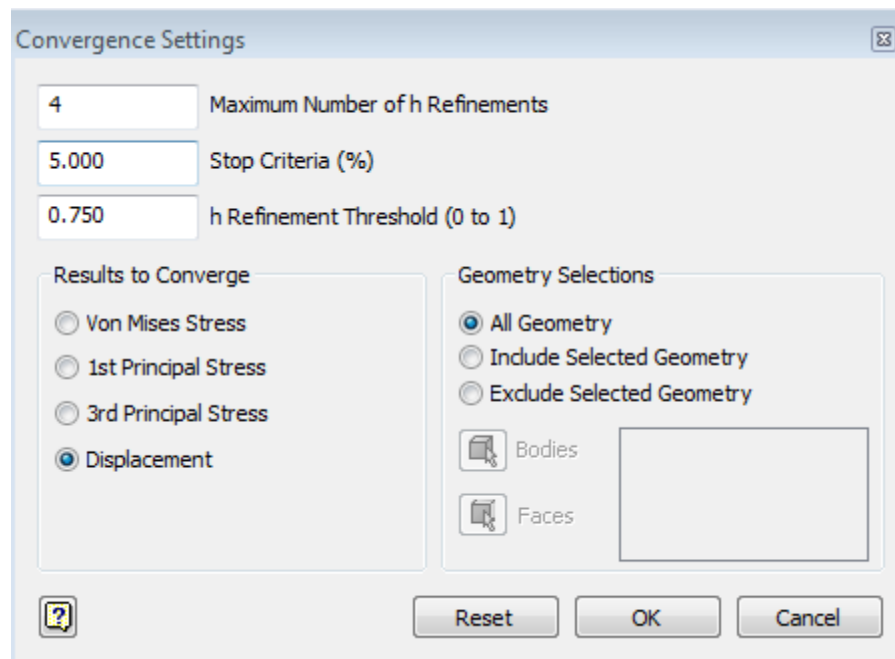 Convergence Settings
4 Maximum Number of h Refinements
5.000 Stop Criteria (%)
0.750 h Refinement Threshold (0 to 1)
Results to Converge
Von Mises Stress
1st Principal Stress
3rd Principal Stress
Displacement
Geometry Selections
All Geometry
Include Selected Geometry
Exclude Selected Geometry
Bodies
Faces
?
Reset OK Cancel